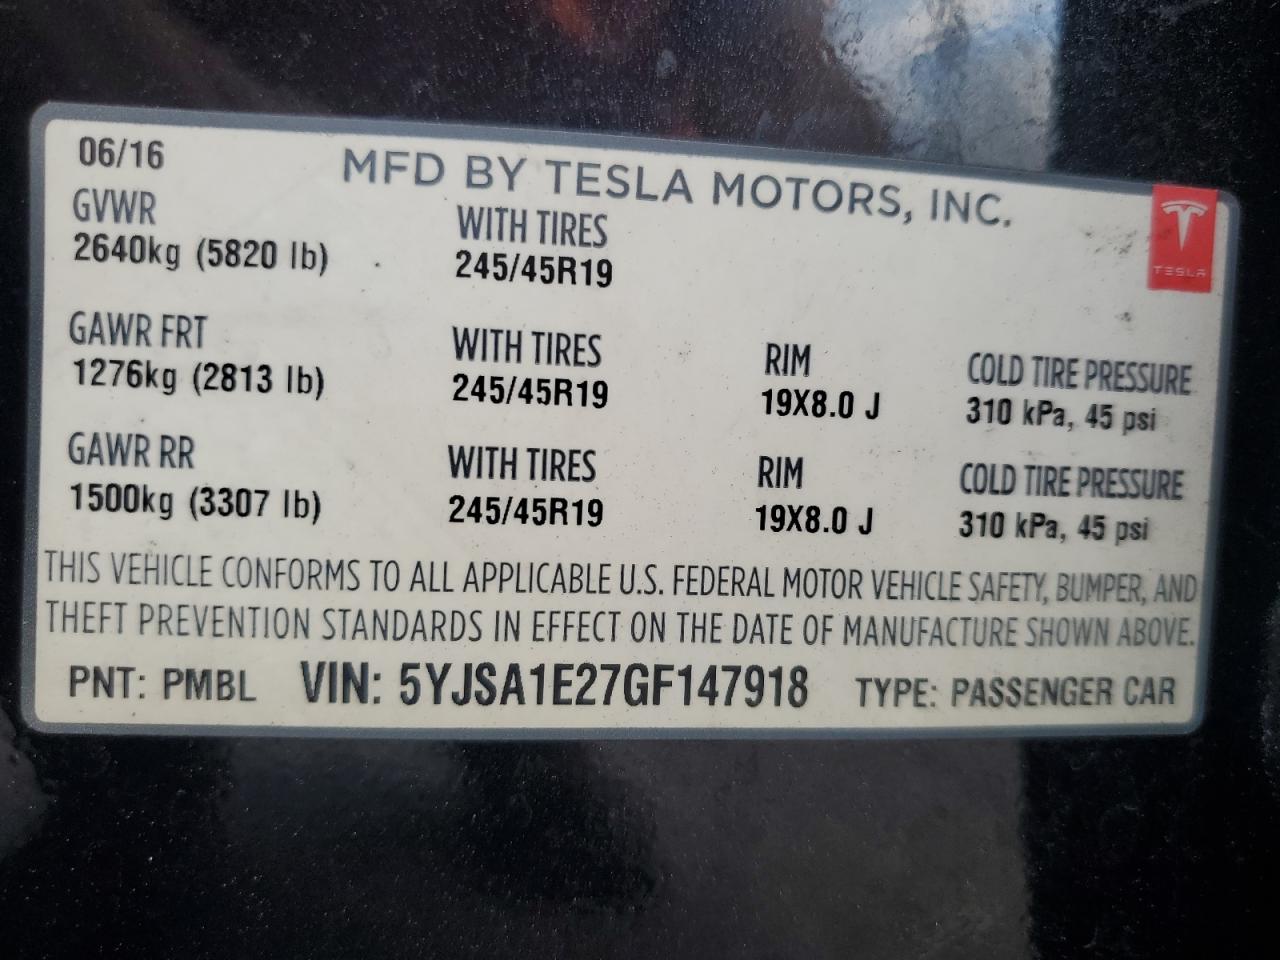 06/16 MFD BY TESLA MOTORS, INC.
TESLA
GVWR WITH TIRES
2640kg (5820 lb) 245/45R19
GAWR FRT WITH TIRES RIM COLD TIRE PRESSURE
1276kg (2813 lb) 245/45R19 19X8.0 J 310 kPa, 45 psi
GAWR RR WITH TIRES RIM COLD TIRE PRESSURE
1500kg (3307 lb) 245/45R19 19X8.0 J 310 kPa, 45 psi
THIS VEHICLE CONFORMS TO ALL APPLICABLE U.S. FEDERAL MOTOR VEHICLE SAFETY, BUMPER, AND
THEFT PREVENTION STANDARDS IN EFFECT ON THE DATE OF MANUFACTURE SHOWN ABOVE.
PNT: PMBL VIN: 5YJSA1E27GF147918 TYPE: PASSENGER CAR